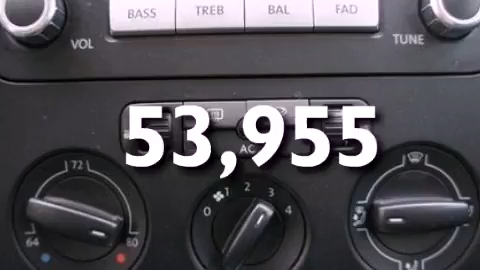 BASS TREB BAL FAD
VOL TUNE
53,955
AC
72
64 80
0 1 2 3 4